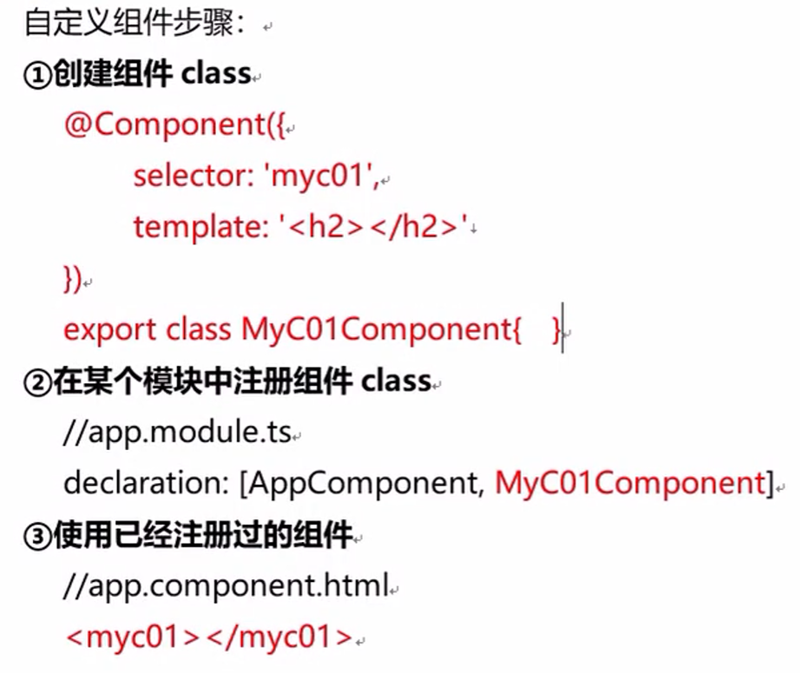 自定义组件步骤：
①创建组件 class
@Component({
selector: 'myc01',
template: '<h2></h2>'
})
export class MyC01Component{ }
②在某个模块中注册组件 class
//app.module.ts
declaration: [AppComponent, MyC01Component]
③使用已经注册过的组件
//app.component.html
<myc01></myc01>